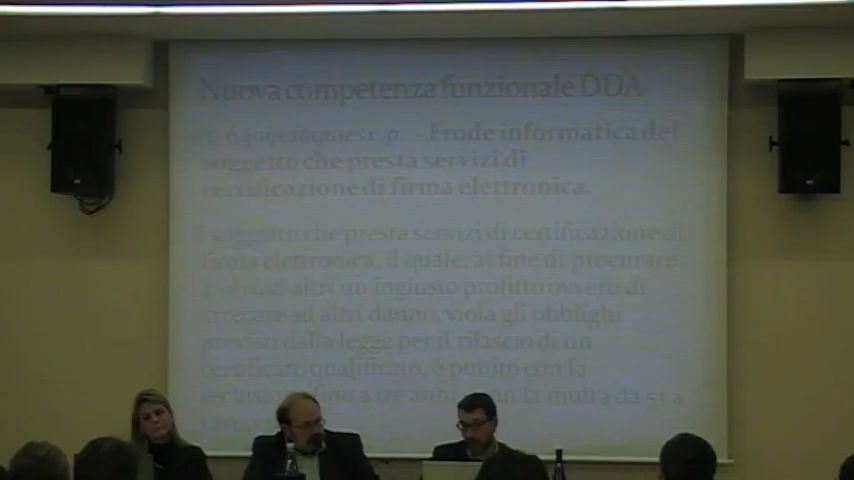 Nuova competenza funzionale DDA
640quinquies c.p. - Frode informatica del
soggetto che presta servizi di
certificazione di firma elettronica.
Il soggetto che presta servizi di certificazione di
firma elettronica, il quale, al fine di procurare
a sé o ad altri un ingiusto profitto ovvero di
arrecare ad altri danno, viola gli obblighi
previsti dalla legge per il rilascio di un
certificato qualificato, è punito con la
reclusione fino a tre anni con la multa da 51 a